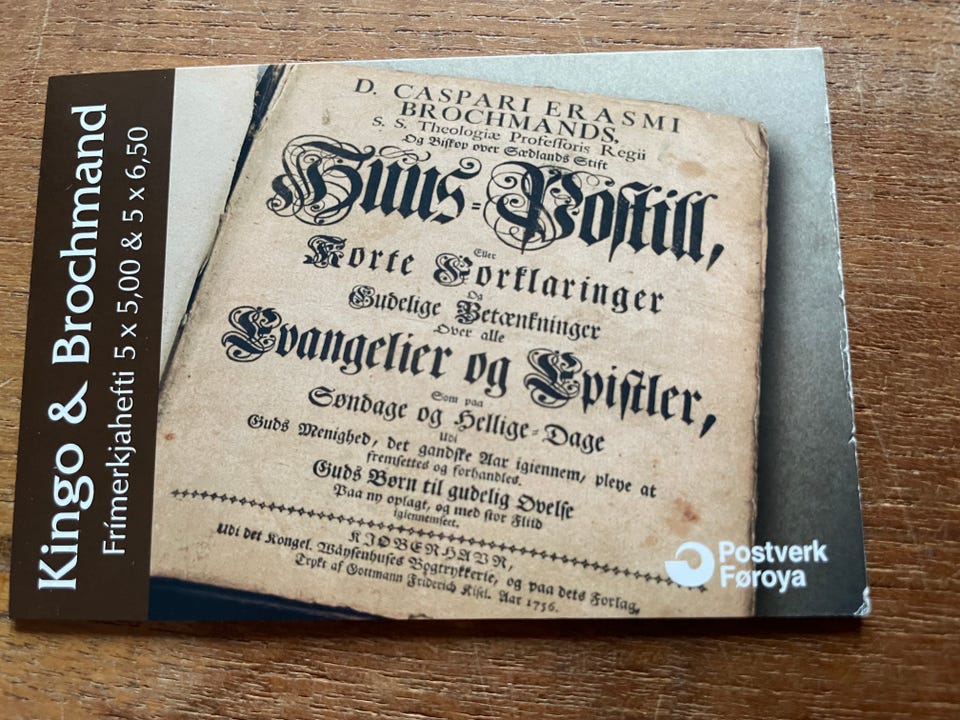 Kingo & Brochmand
Frímerkjahefti 5 x 5,00 & 5 x 6,50
D. CASPARI ERASMI
BROCHMANDS,
S. S. Theologiæ Profeſſoris Regii
Og Biſkop over Sædlands Stift
Huus-Poſtill,
Eller
Korte Forklaringer
Og
Gudelige Betænkninger
Over alle
Evangelier og Epiſtler,
Som paa
Søndage og Hellige-Dage
udi
Guds Menighed, det gandſke Aar igiennem, pleye at
fremſettes og forhandles.
Guds Børn til gudelig Øvelſe
Paa ny oplagt, og med ſtor Flid
igiennemſeet.
KIØBENHAVN,
Udi det Kongel. Wäyſenhuſes Bogtrykkerie, og paa dets Forlag,
Trykt af Gottmann Friderich Kiſel. Aar 1756.
Postverk
Føroya